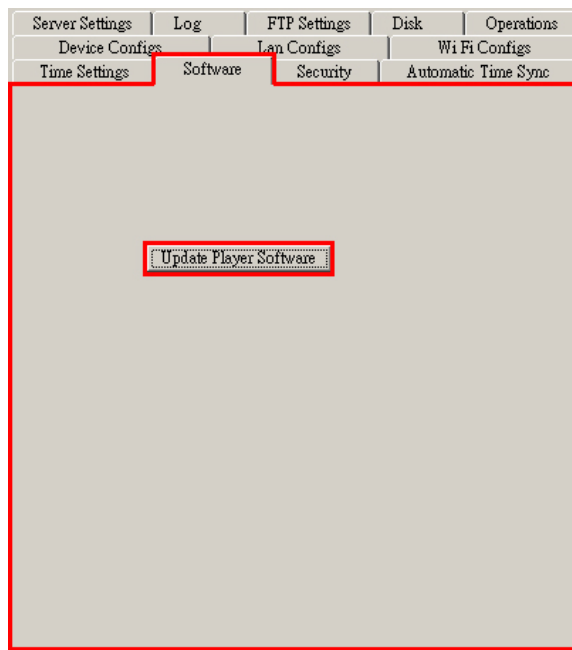 Server Settings Log FTP Settings Disk Operations
Device Configs Lan Configs Wi Fi Configs
Time Settings Software Security Automatic Time Sync
Update Player Software